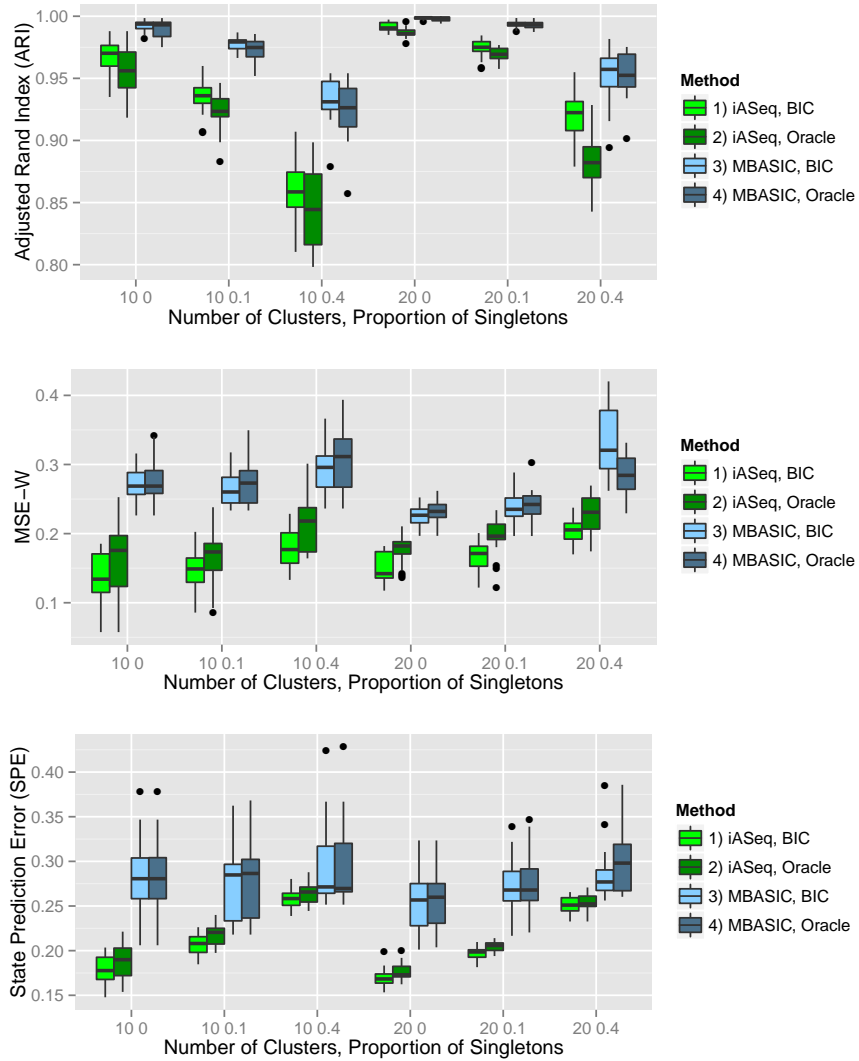 Adjusted Rand Index (ARI)
1.00
0.95
0.90
0.85
0.80
10 0
10 0.1
10 0.4
20 0
20 0.1
20 0.4
Number of Clusters, Proportion of Singletons
Method
1) iASeq, BIC
2) iASeq, Oracle
3) MBASIC, BIC
4) MBASIC, Oracle
MSE−W
0.4
0.3
0.2
0.1
10 0
10 0.1
10 0.4
20 0
20 0.1
20 0.4
Number of Clusters, Proportion of Singletons
Method
1) iASeq, BIC
2) iASeq, Oracle
3) MBASIC, BIC
4) MBASIC, Oracle
State Prediction Error (SPE)
0.40
0.35
0.30
0.25
0.20
0.15
10 0
10 0.1
10 0.4
20 0
20 0.1
20 0.4
Number of Clusters, Proportion of Singletons
Method
1) iASeq, BIC
2) iASeq, Oracle
3) MBASIC, BIC
4) MBASIC, Oracle